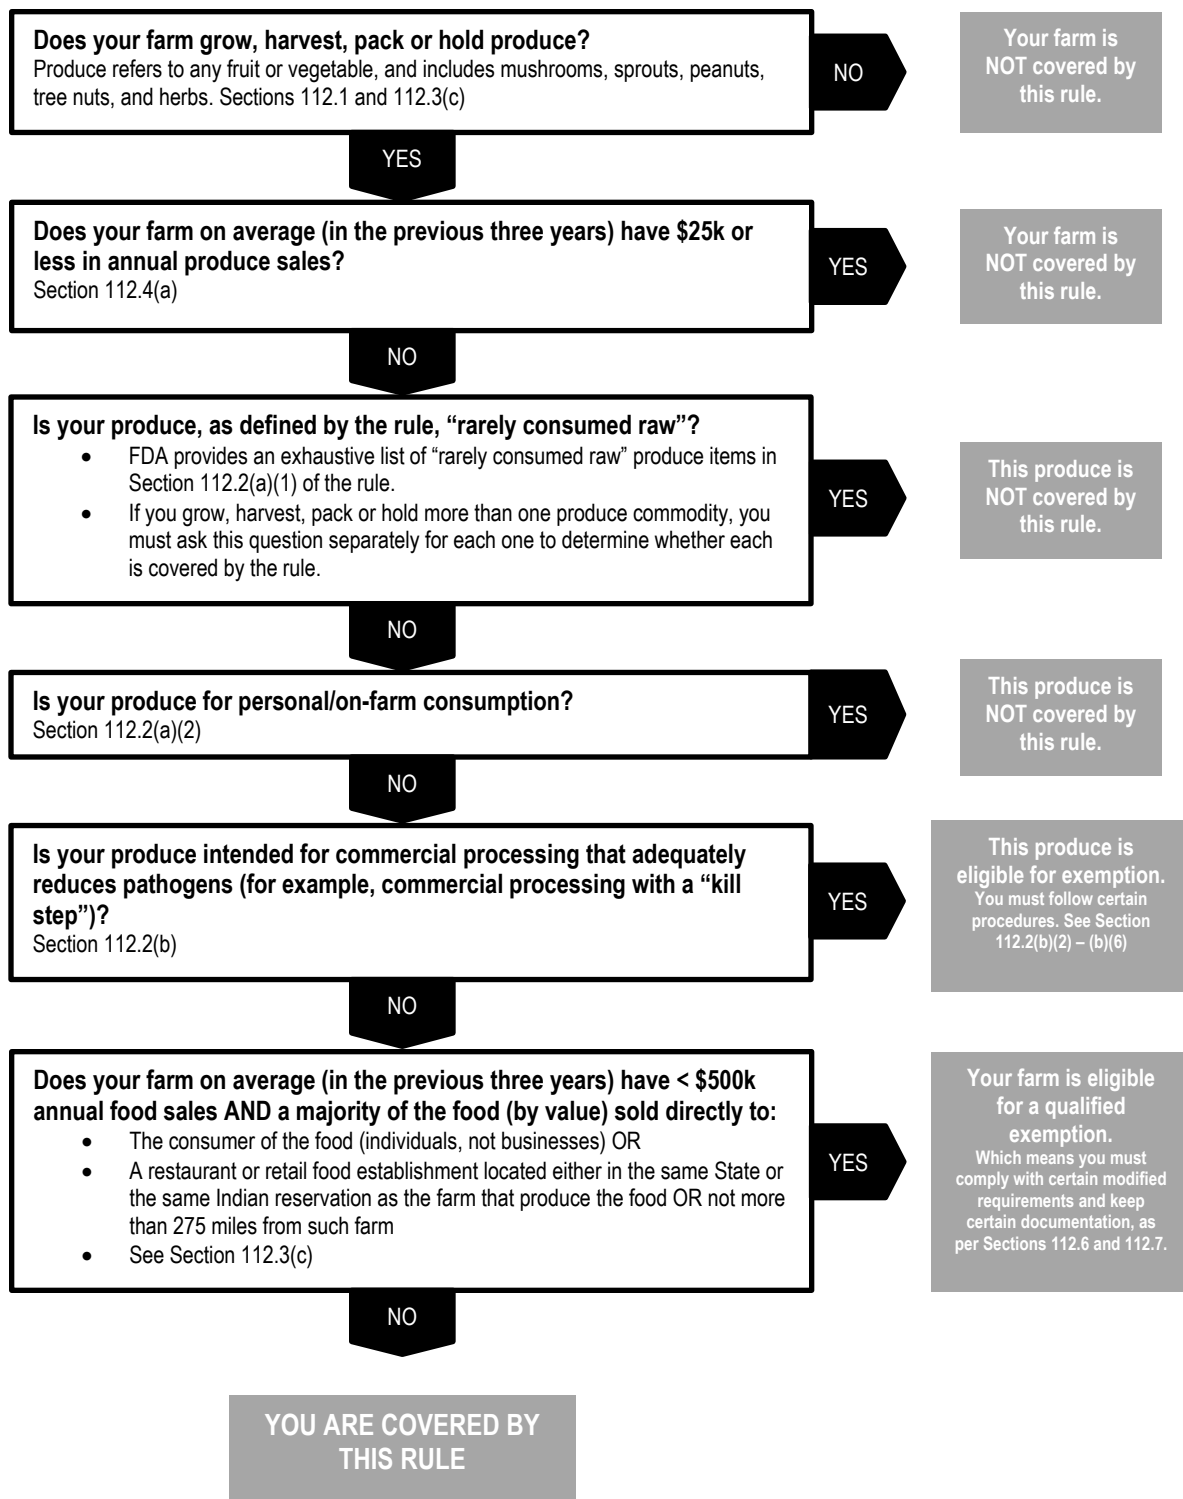 Does your farm grow, harvest, pack or hold produce?
Produce refers to any fruit or vegetable, and includes mushrooms, sprouts, peanuts,
tree nuts, and herbs. Sections 112.1 and 112.3(c)
NO
Your farm is
NOT covered by
this rule.
YES
Does your farm on average (in the previous three years) have $25k or
less in annual produce sales?
Section 112.4(a)
YES
Your farm is
NOT covered by
this rule.
NO
Is your produce, as defined by the rule, “rarely consumed raw”?
• FDA provides an exhaustive list of “rarely consumed raw” produce items in
Section 112.2(a)(1) of the rule.
• If you grow, harvest, pack or hold more than one produce commodity, you
must ask this question separately for each one to determine whether each
is covered by the rule.
YES
This produce is
NOT covered by
this rule.
NO
Is your produce for personal/on-farm consumption?
Section 112.2(a)(2)
YES
This produce is
NOT covered by
this rule.
NO
Is your produce intended for commercial processing that adequately
reduces pathogens (for example, commercial processing with a “kill
step”)?
Section 112.2(b)
YES
This produce is
eligible for exemption.
You must follow certain
procedures. See Section
112.2(b)(2) – (b)(6)
NO
Does your farm on average (in the previous three years) have < $500k
annual food sales AND a majority of the food (by value) sold directly to:
• The consumer of the food (individuals, not businesses) OR
• A restaurant or retail food establishment located either in the same State or
the same Indian reservation as the farm that produce the food OR not more
than 275 miles from such farm
• See Section 112.3(c)
YES
Your farm is eligible
for a qualified
exemption.
Which means you must
comply with certain modified
requirements and keep
certain documentation, as
per Sections 112.6 and 112.7.
NO
YOU ARE COVERED BY
THIS RULE